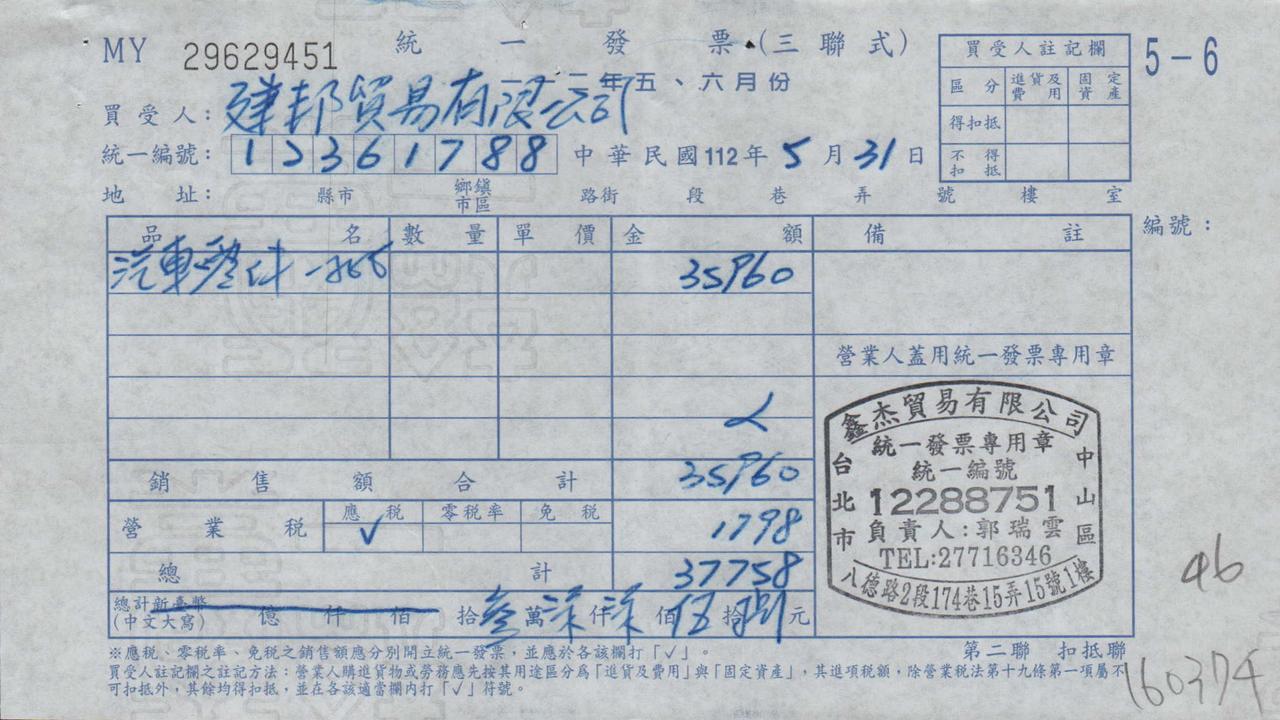 MY 29629451 統一發票(三聯式)
一一二年五、六月份
5-6
買受人註記欄
區分 進貨及費用 固定資產
得扣抵
不得扣抵
買受人:建邦貿易有限公司
統一編號:12361788 中華民國112年5月31日
地址: 縣市 鄉鎮市區 路街 段 巷 弄 號 樓 室
編號:
品名 數量 單價 金額 備註
汽車零件一批 35960
營業人蓋用統一發票專用章
銷售額合計 35960
營業稅 應稅 零稅率 免稅
✓ 1798
總計 37758
總計新臺幣(中文大寫) 億 仟 佰 拾 參 萬 柒 仟 柒 佰 伍 拾 捌 元
鑫杰貿易有限公司
統一發票專用章
統一編號
12288751
台北市 中山區
負責人:郭瑞雲
TEL:27716346
八德路2段174巷15弄15號1樓
46
※應稅、零稅率、免稅之銷售額應分別開立統一發票,並應於各該欄打「✓」。
第二聯 扣抵聯
買受人註記欄之註記方法:營業人購進貨物或勞務應先按其用途區分為「進貨及費用」與「固定資產」,其進項稅額,除營業稅法第十九條第一項屬不
可扣抵外,其餘均得扣抵,並在各該適當欄內打「✓」符號。
160374